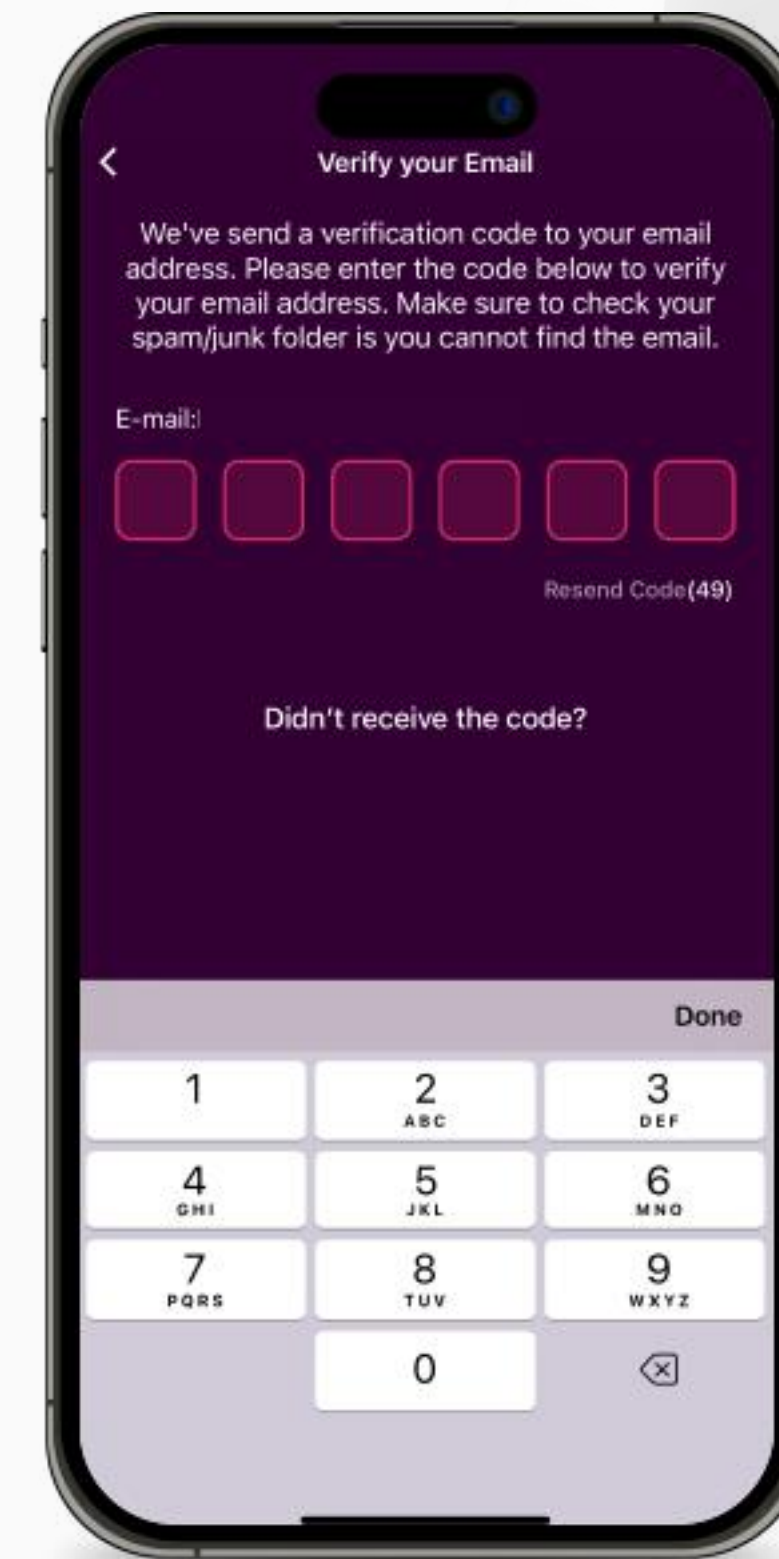 Verify your Email
We've send a verification code to your email
address. Please enter the code below to verify
your email address. Make sure to check your
spam/junk folder is you cannot find the email.
E-mail:
Resend Code(49)
Didn't receive the code?
Done
1
2
ABC
3
DEF
4
GHI
5
JKL
6
MNO
7
PQRS
8
TUV
9
WXYZ
0